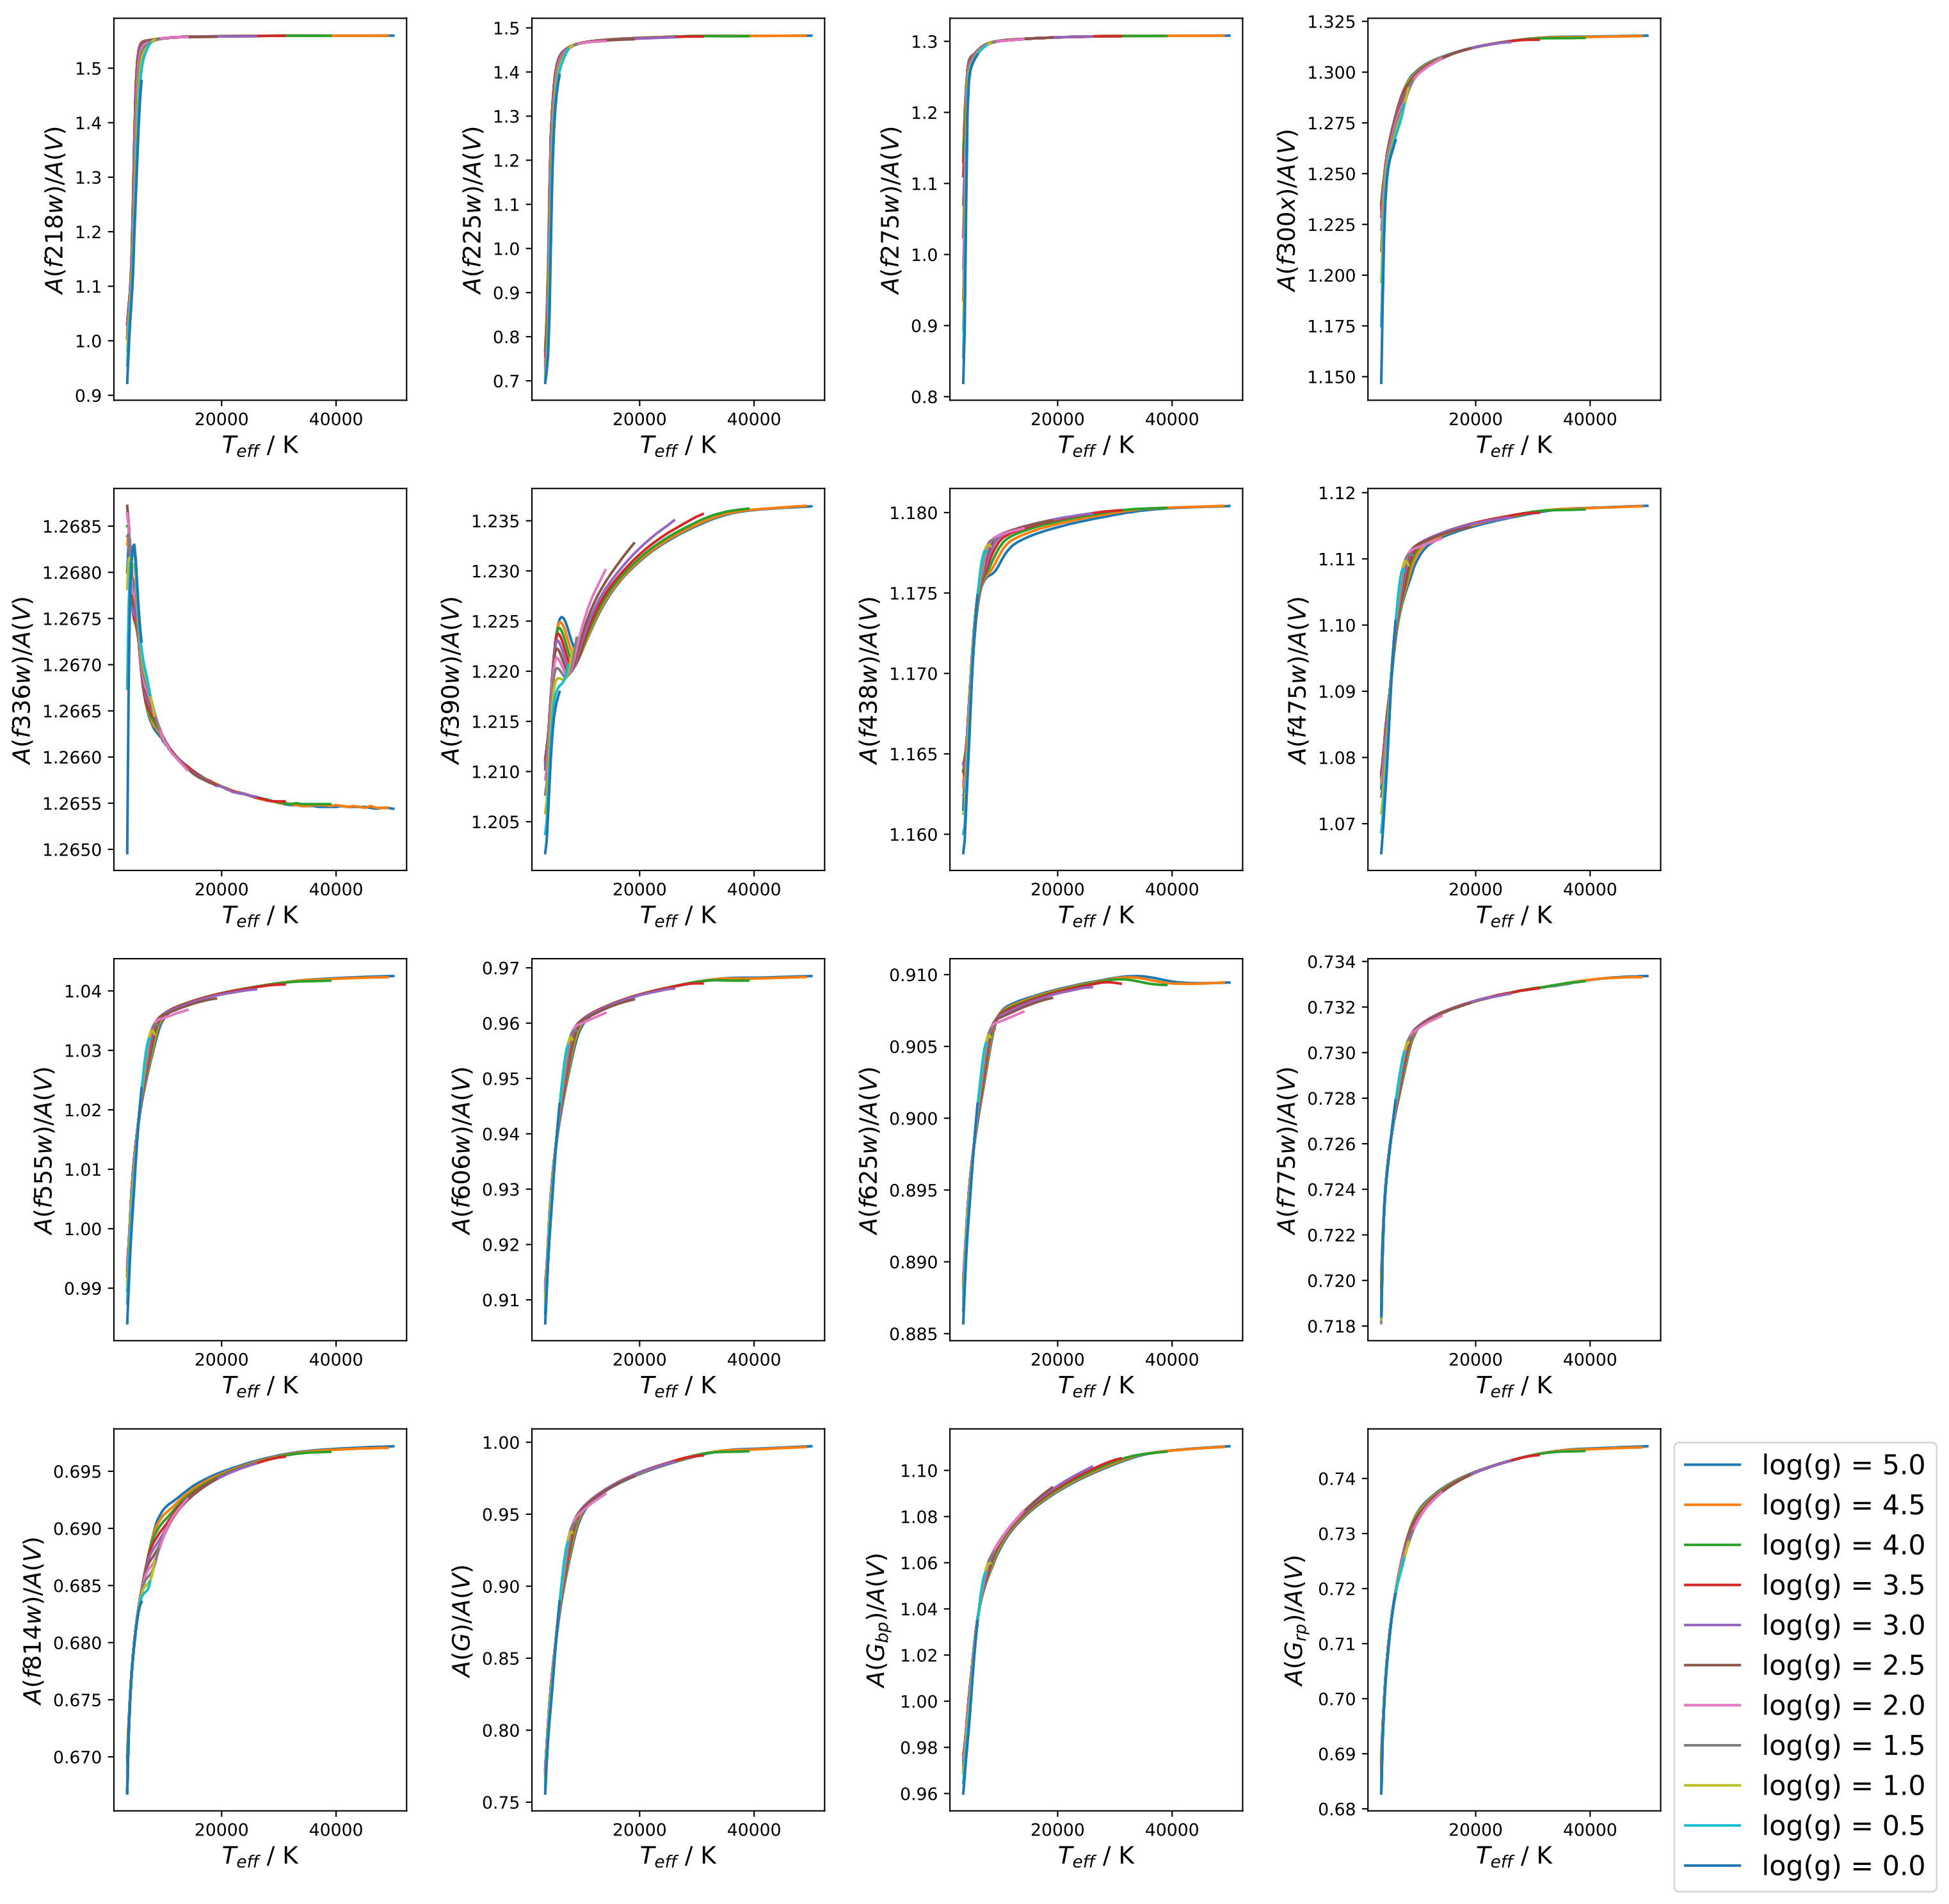 A(f218w)/A(V)
1.5
1.4
1.3
1.2
1.1
1.0
0.9
20000 40000
T_eff / K
A(f225w)/A(V)
1.5
1.4
1.3
1.2
1.1
1.0
0.9
0.8
0.7
20000 40000
T_eff / K
A(f275w)/A(V)
1.3
1.2
1.1
1.0
0.9
0.8
20000 40000
T_eff / K
A(f300x)/A(V)
1.325
1.300
1.275
1.250
1.225
1.200
1.175
1.150
20000 40000
T_eff / K
A(f336w)/A(V)
1.2685
1.2680
1.2675
1.2670
1.2665
1.2660
1.2655
1.2650
20000 40000
T_eff / K
A(f390w)/A(V)
1.235
1.230
1.225
1.220
1.215
1.210
1.205
20000 40000
T_eff / K
A(f438w)/A(V)
1.180
1.175
1.170
1.165
1.160
20000 40000
T_eff / K
A(f475w)/A(V)
1.12
1.11
1.10
1.09
1.08
1.07
20000 40000
T_eff / K
A(f555w)/A(V)
1.04
1.03
1.02
1.01
1.00
0.99
20000 40000
T_eff / K
A(f606w)/A(V)
0.97
0.96
0.95
0.94
0.93
0.92
0.91
20000 40000
T_eff / K
A(f625w)/A(V)
0.910
0.905
0.900
0.895
0.890
0.885
20000 40000
T_eff / K
A(f775w)/A(V)
0.734
0.732
0.730
0.728
0.726
0.724
0.722
0.720
0.718
20000 40000
T_eff / K
A(f814w)/A(V)
0.695
0.690
0.685
0.680
0.675
0.670
20000 40000
T_eff / K
A(G)/A(V)
1.00
0.95
0.90
0.85
0.80
0.75
20000 40000
T_eff / K
A(G_bp)/A(V)
1.10
1.08
1.06
1.04
1.02
1.00
0.98
0.96
20000 40000
T_eff / K
A(G_rp)/A(V)
0.74
0.73
0.72
0.71
0.70
0.69
0.68
20000 40000
T_eff / K
log(g) = 5.0
log(g) = 4.5
log(g) = 4.0
log(g) = 3.5
log(g) = 3.0
log(g) = 2.5
log(g) = 2.0
log(g) = 1.5
log(g) = 1.0
log(g) = 0.5
log(g) = 0.0